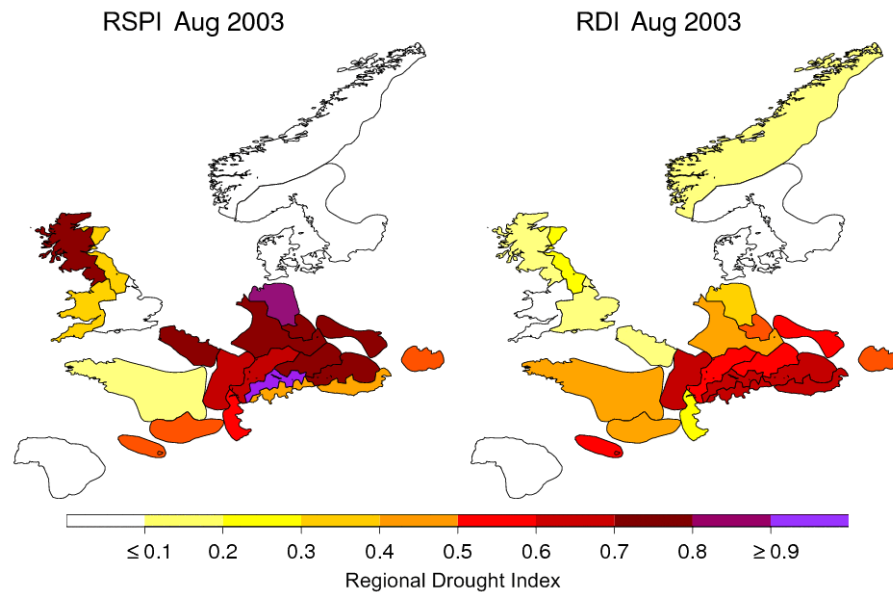 RSPI Aug 2003
RDI Aug 2003
≤ 0.1 0.2 0.3 0.4 0.5 0.6 0.7 0.8 ≥ 0.9
Regional Drought Index